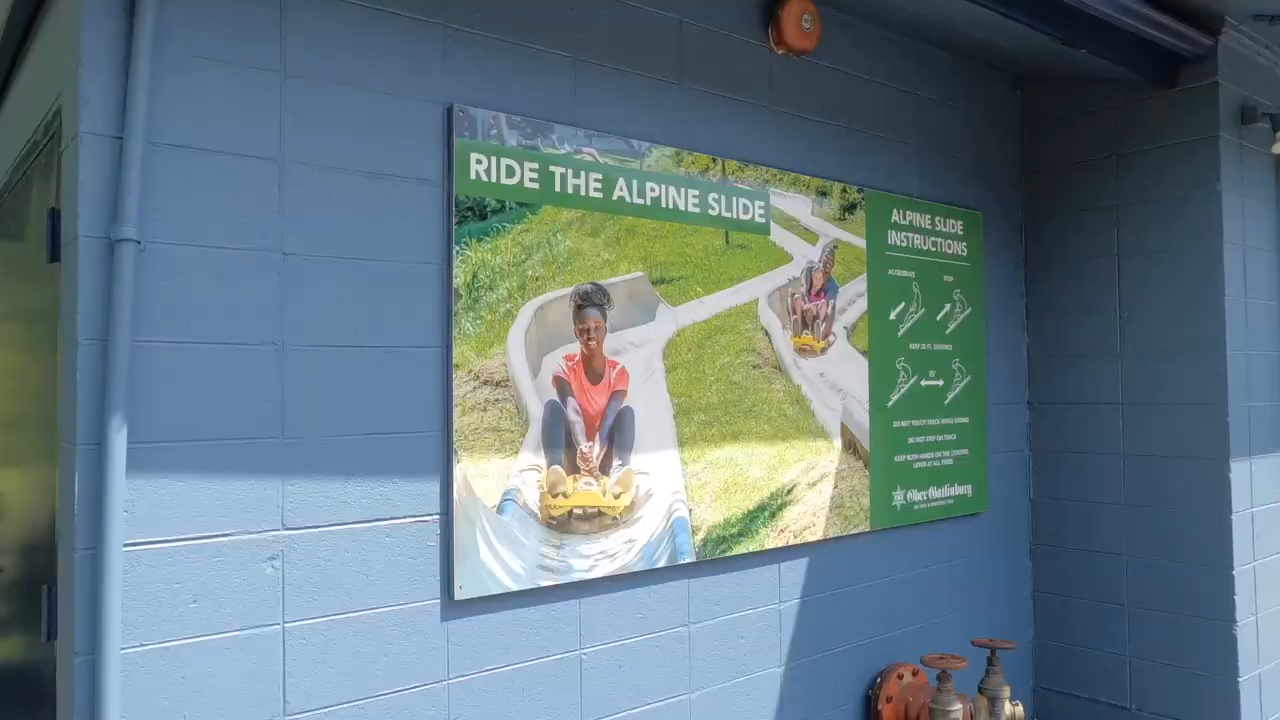 RIDE THE ALPINE SLIDE
ALPINE SLIDE
INSTRUCTIONS
ACCELERATE
STOP
KEEP 25 FT. DISTANCE
25'
DO NOT TOUCH TRACK WHILE RIDING
DO NOT STEP ON TRACK
KEEP BOTH HANDS ON THE CONTROL
LEVER AT ALL TIMES
Ober Gatlinburg